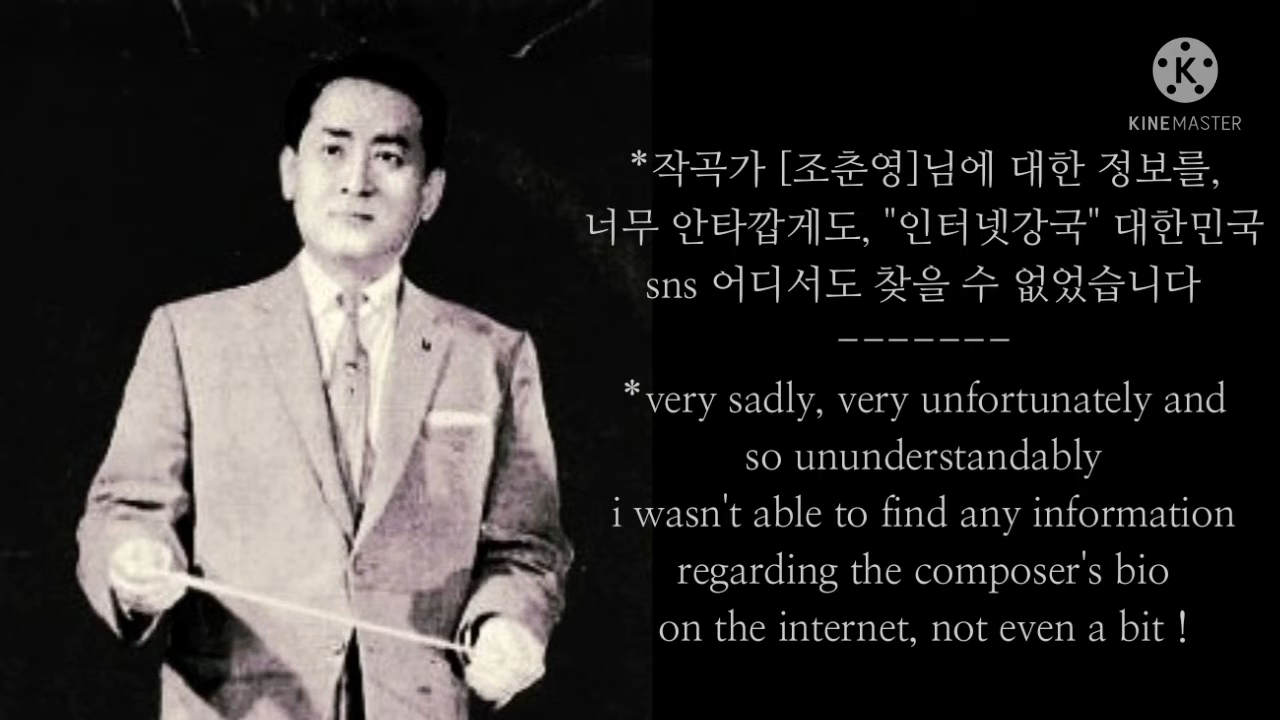 KINEMASTER
*작곡가 [조춘영]님에 대한 정보를,
너무 안타깝게도, "인터넷강국" 대한민국
sns 어디서도 찾을 수 없었습니다
-------
*very sadly, very unfortunately and
so ununderstandably
i wasn't able to find any information
regarding the composer's bio
on the internet, not even a bit !